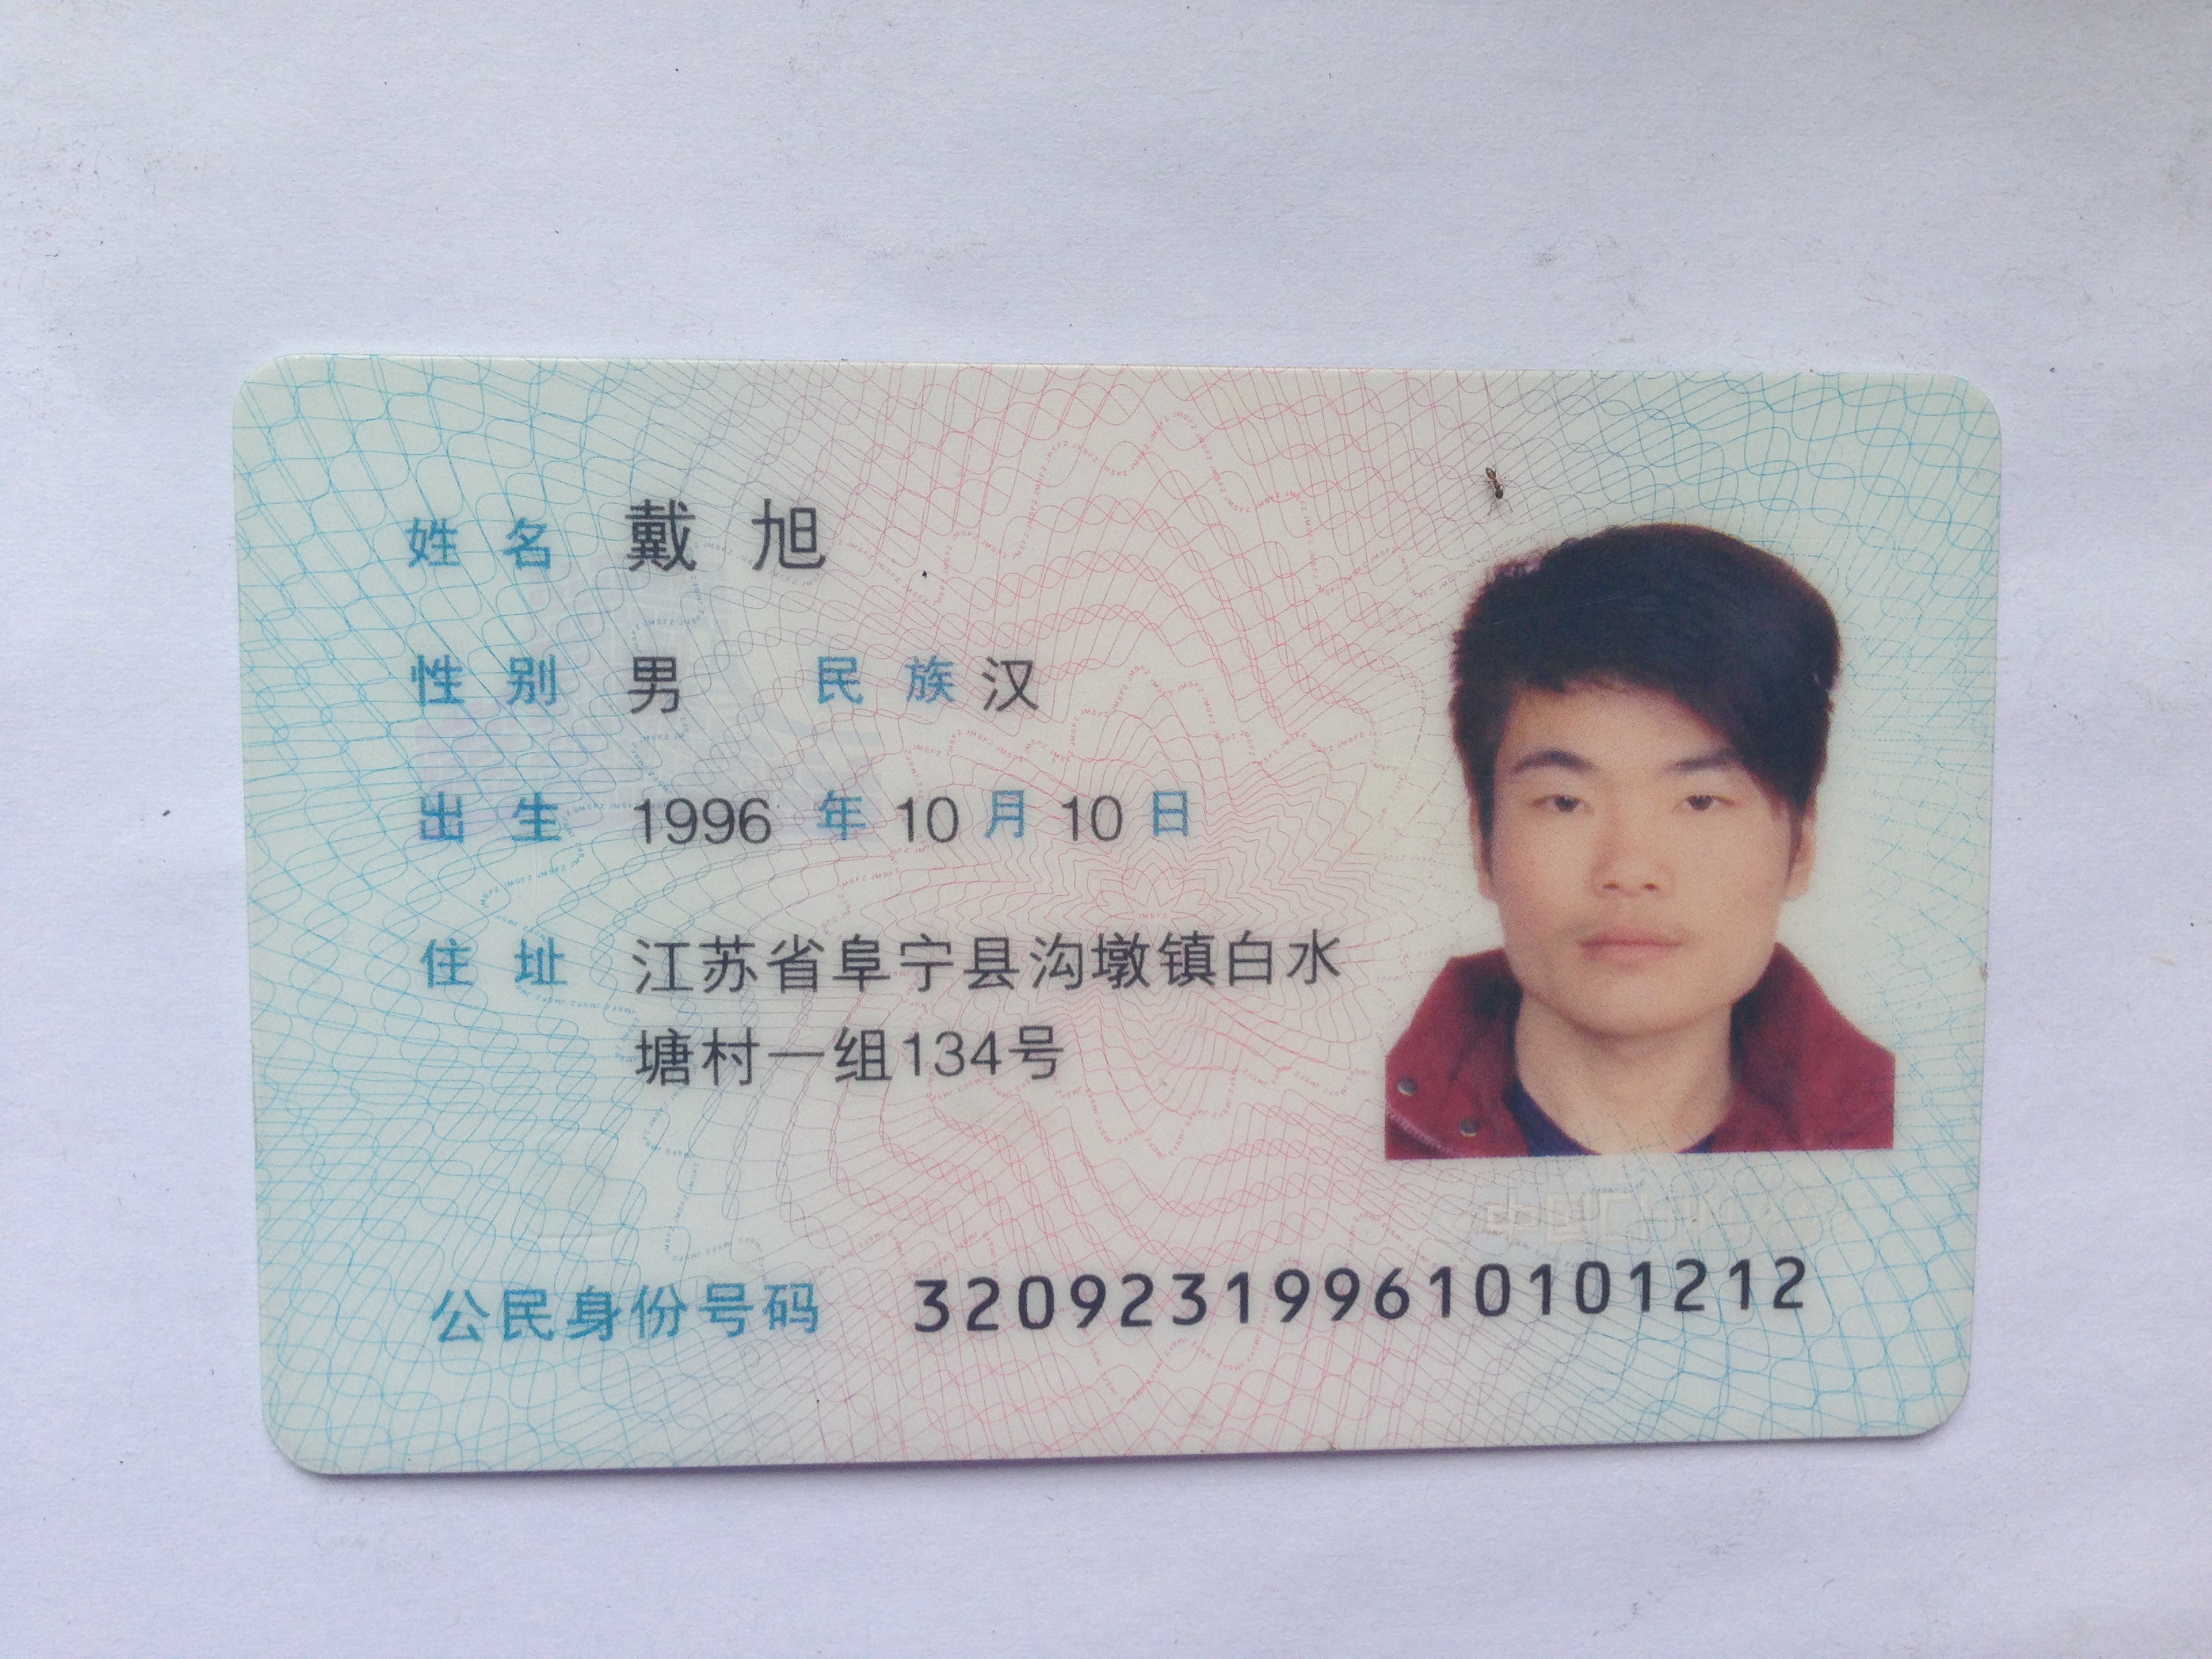 姓名 戴旭
性别 男 民族 汉
出生 1996 年 10 月 10 日
住址 江苏省阜宁县沟墩镇白水
塘村一组134号
公民身份号码 320923199610101212